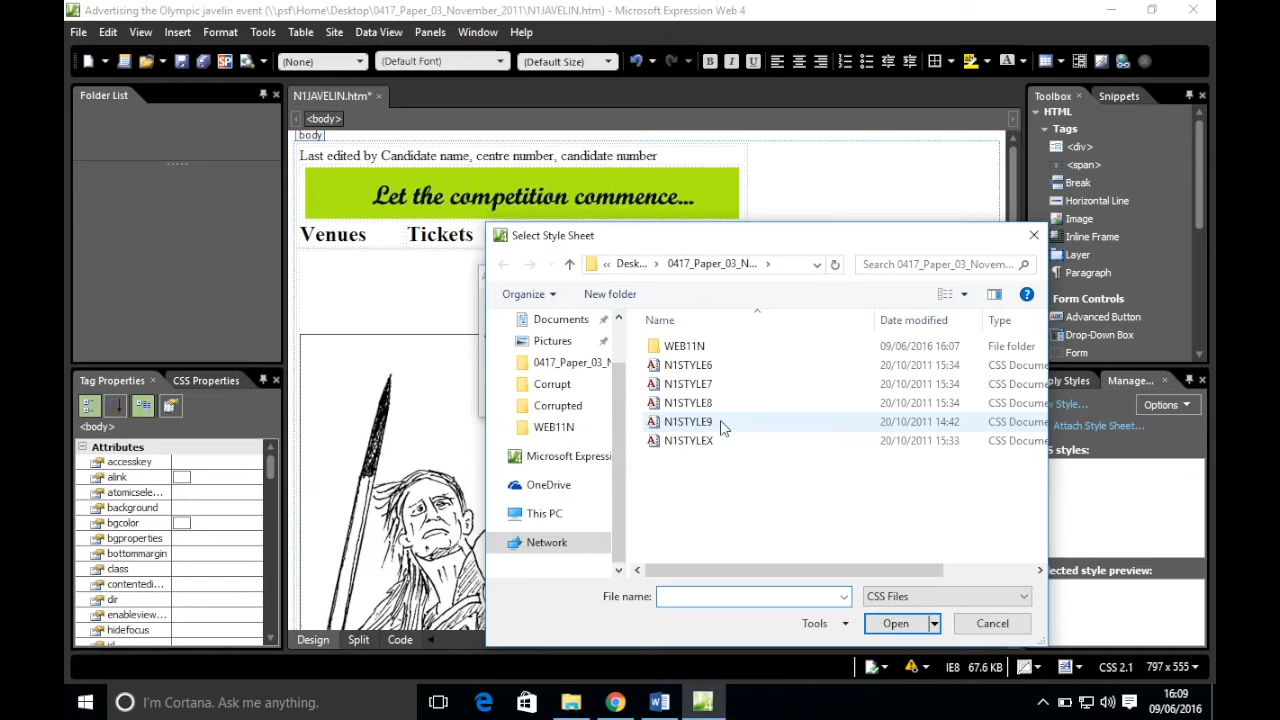 Advertising the Olympic javelin event (\\psf\Home\Desktop\0417_Paper_03_November_2011\N1JAVELIN.htm) - Microsoft Expression Web 4
File Edit View Insert Format Tools Table Site Data View Panels Window Help
(None) (Default Font) (Default Size)
Folder List
N1JAVELIN.htm*
<body>
body
Last edited by Candidate name, centre number, candidate number
Let the competition commence...
Venues Tickets
Toolbox Snippets
HTML
Tags
<div>
<span>
Break
Horizontal Line
Image
Inline Frame
Layer
Paragraph
Form Controls
Advanced Button
Drop-Down Box
Form
Select Style Sheet
Desk... 0417_Paper_03_N...
Search 0417_Paper_03_Novem...
Organize New folder
Documents
Pictures
0417_Paper_03_N
Corrupt
Corrupted
WEB11N
Microsoft Expressi
OneDrive
This PC
Network
Name Date modified Type
WEB11N 09/06/2016 16:07 File folder
N1STYLE6 20/10/2011 15:34 CSS Docume
N1STYLE7 20/10/2011 15:34 CSS Docume
N1STYLE8 20/10/2011 15:34 CSS Docume
N1STYLE9 20/10/2011 14:42 CSS Docume
N1STYLEX 20/10/2011 15:33 CSS Docume
File name: CSS Files
Tools Open Cancel
Tag Properties CSS Properties
<body>
Attributes
accesskey
alink
atomicsele...
background
bgcolor
bgproperties
bottommargin
class
contentedi...
dir
enableview...
hidefocus
id
ply Styles Manage...
Style... Options
Attach Style Sheet...
S styles:
ected style preview:
Design Split Code
IE8 67.6 KB CSS 2.1 797 x 555
I'm Cortana. Ask me anything.
16:09
09/06/2016